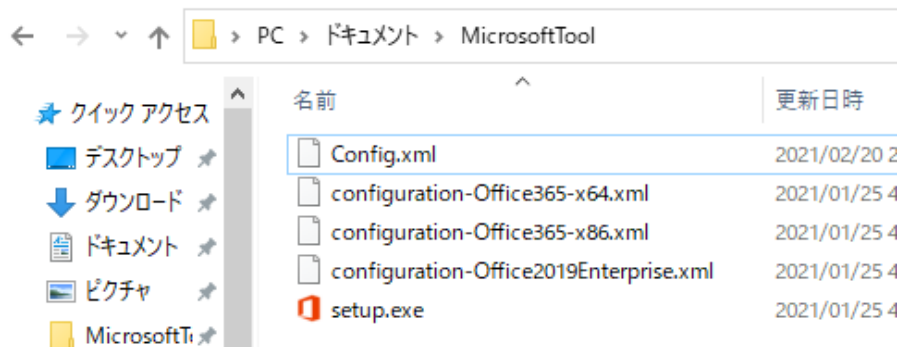 PC > ドキュメント > MicrosoftTool
クイック アクセス
デスクトップ
ダウンロード
ドキュメント
ピクチャ
名前 更新日時
Config.xml 2021/02/20
configuration-Office365-x64.xml 2021/01/25
configuration-Office365-x86.xml 2021/01/25
configuration-Office2019Enterprise.xml 2021/01/25
setup.exe 2021/01/25